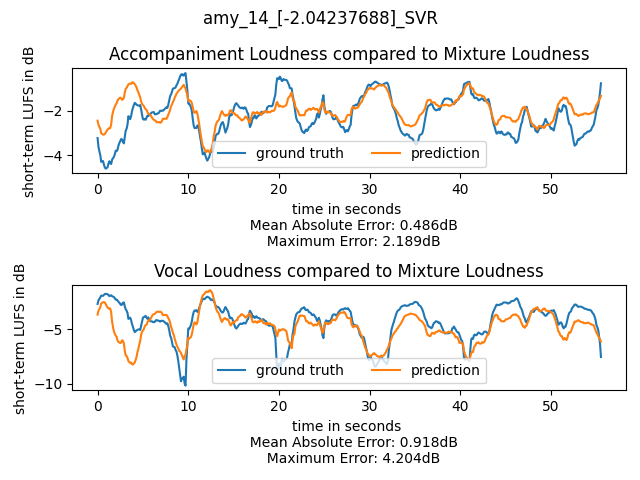 amy_14_[-2.04237688]_SVR
Accompaniment Loudness compared to Mixture Loudness
short-term LUFS in dB
−2
−4
ground truth
prediction
0 10 20 30 40 50
time in seconds
Mean Absolute Error: 0.486dB
Maximum Error: 2.189dB
Vocal Loudness compared to Mixture Loudness
short-term LUFS in dB
−5
−10
ground truth
prediction
0 10 20 30 40 50
time in seconds
Mean Absolute Error: 0.918dB
Maximum Error: 4.204dB